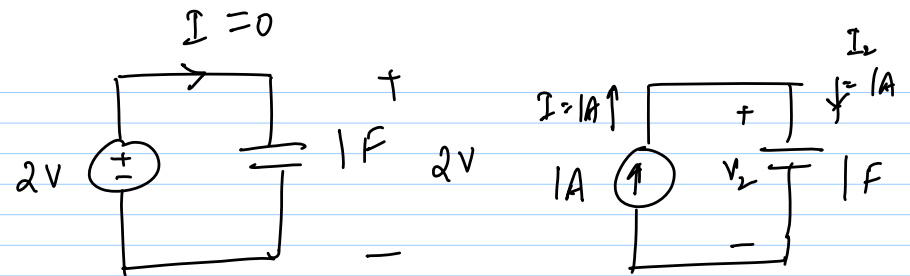 I = 0
+
2V
+
-
1F
2V
-
I = 1A
1A
+
V₂
-
I₂
= 1A
1F